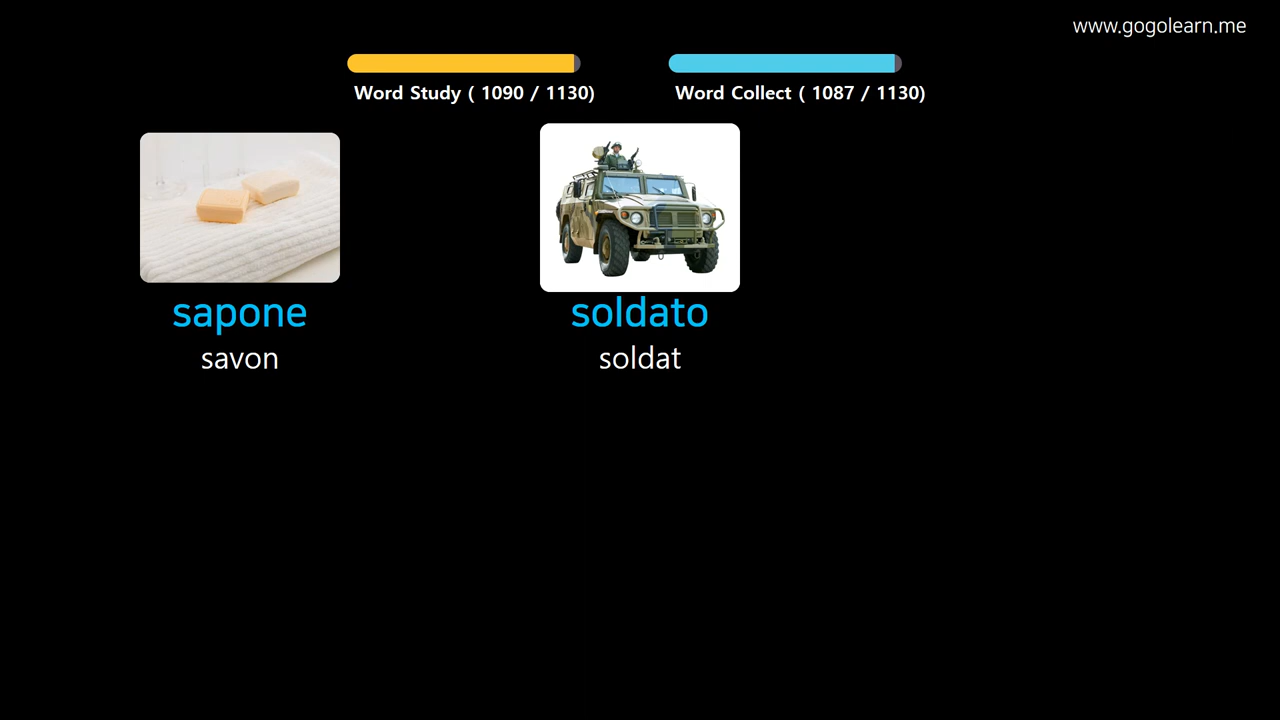 www.gogolearn.me
Word Study ( 1090 / 1130)
Word Collect ( 1087 / 1130)
sapone
savon
soldato
soldat